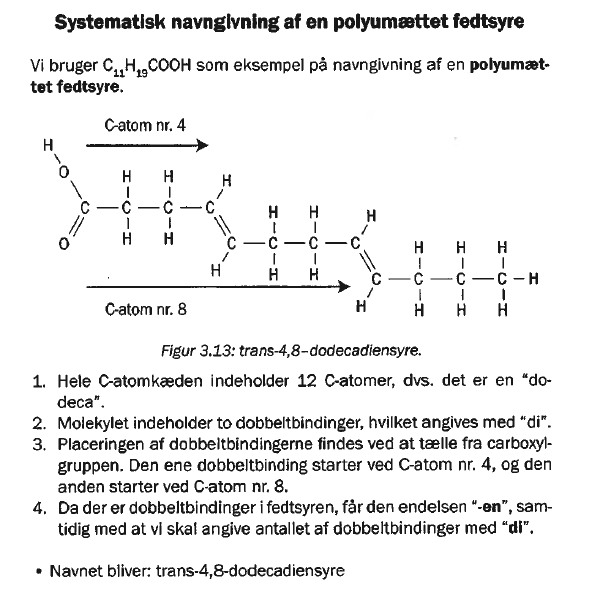 Systematisk navngivning af en polyumættet fedtsyre
Vi bruger C₁₁H₁₉COOH som eksempel på navngivning af en polyumæt-
tet fedtsyre.
C-atom nr. 4
H
O H H H
C — C — C — C H H H
O H H C — C — C — C H H H
H H H C — C — C — C – H
C-atom nr. 8 H H H H
Figur 3.13: trans-4,8–dodecadiensyre.
1. Hele C-atomkæden indeholder 12 C-atomer, dvs. det er en "do-
deca".
2. Molekylet indeholder to dobbeltbindinger, hvilket angives med "di".
3. Placeringen af dobbeltbindingerne findes ved at tælle fra carboxyl-
gruppen. Den ene dobbeltbinding starter ved C-atom nr. 4, og den
anden starter ved C-atom nr. 8.
4. Da der er dobbeltbindinger i fedtsyren, får den endelsen "-en", sam-
tidig med at vi skal angive antallet af dobbeltbindinger med "di".
• Navnet bliver: trans-4,8-dodecadiensyre